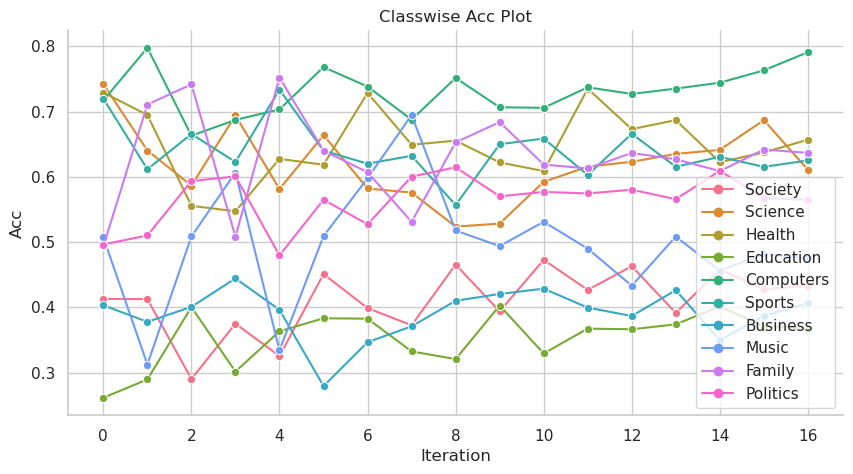 Classwise Acc Plot
0.8
0.7
0.6
0.5
0.4
0.3
Acc
0 2 4 6 8 10 12 14 16
Iteration
Society
Science
Health
Education
Computers
Sports
Business
Music
Family
Politics